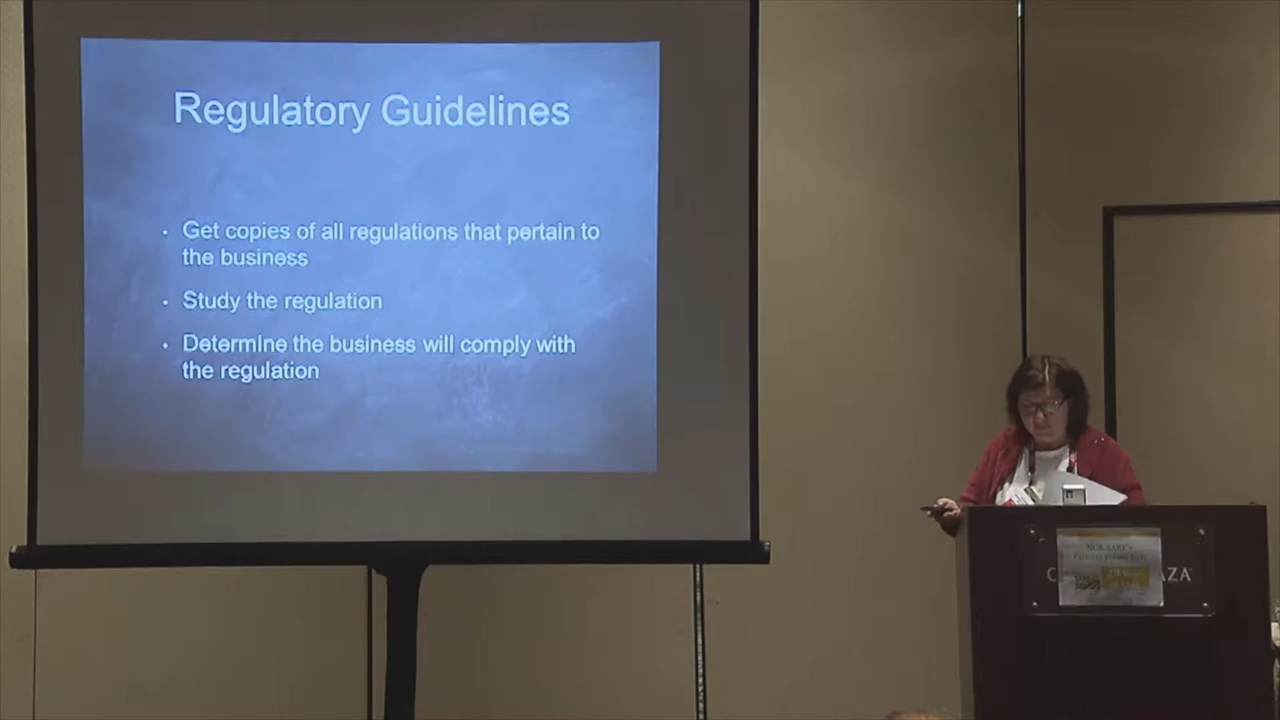 Regulatory Guidelines
· Get copies of all regulations that pertain to
the business
· Study the regulation
· Determine the business will comply with
the regulation
C
AZA